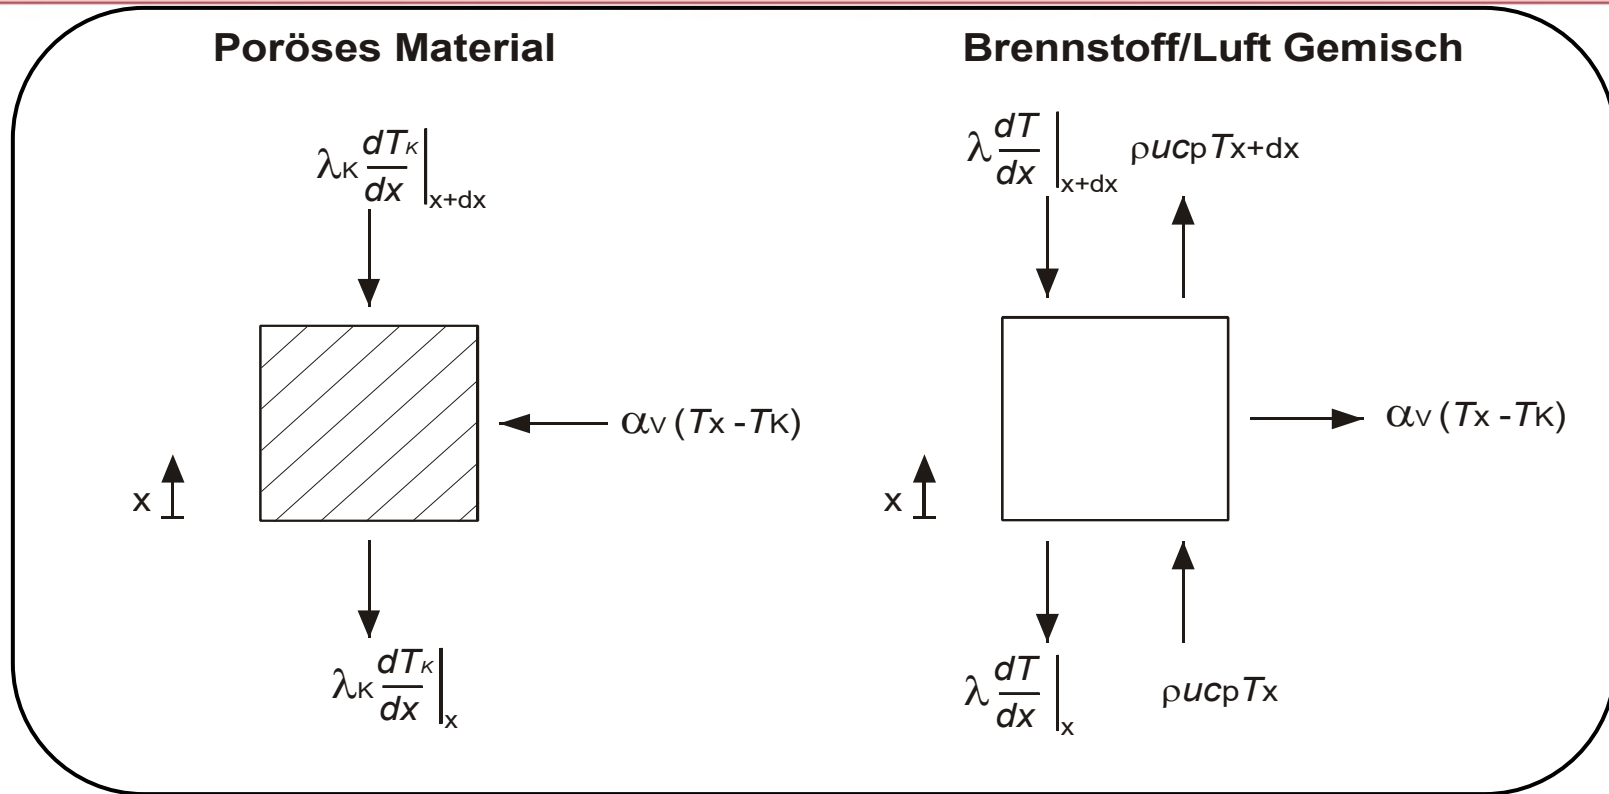 Poröses Material
λK dTK/dx |x+dx
αv (Tx -TK)
x
λK dTK/dx |x
Brennstoff/Luft Gemisch
λ dT/dx |x+dx ρucpTx+dx
αv (Tx -TK)
x
λ dT/dx |x ρucpTx